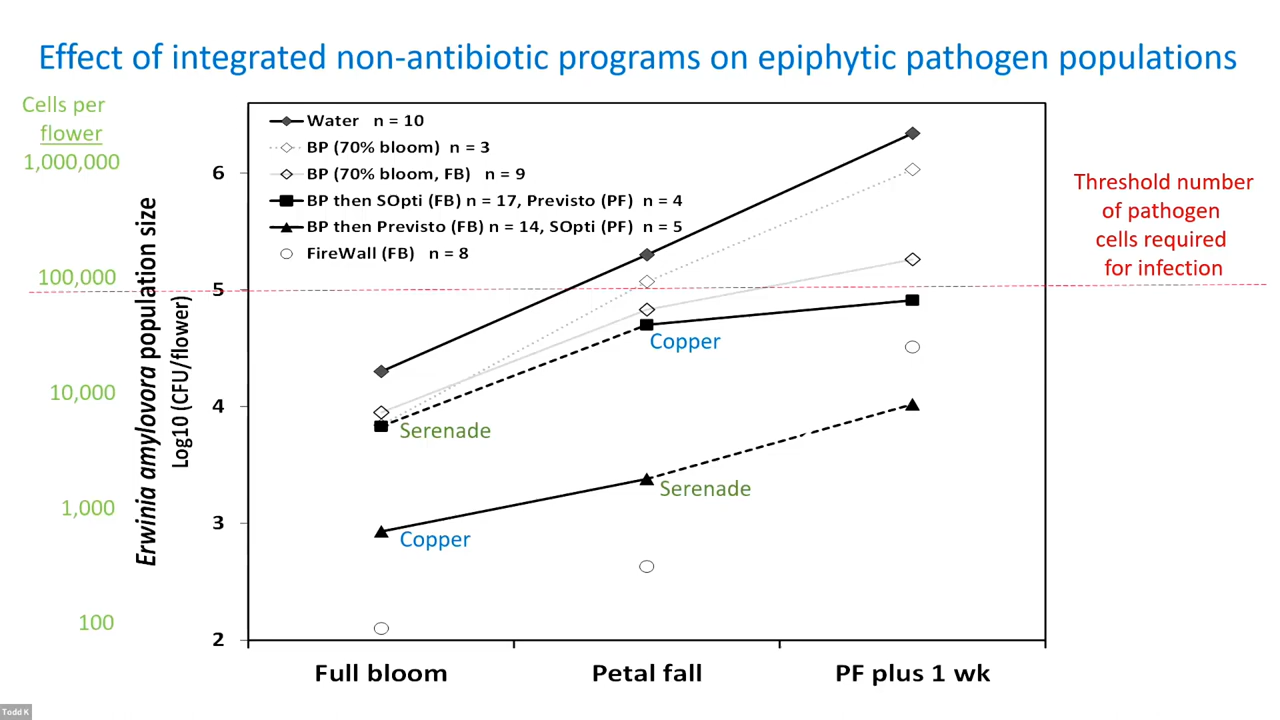 Effect of integrated non-antibiotic programs on epiphytic pathogen populations
Cells per
flower
1,000,000
100,000
10,000
1,000
100
Erwinia amylovora population size
Log10 (CFU/flower)
6
5
4
3
2
Water n = 10
BP (70% bloom) n = 3
BP (70% bloom, FB) n = 9
BP then SOpti (FB) n = 17, Previsto (PF) n = 4
BP then Previsto (FB) n = 14, SOpti (PF) n = 5
FireWall (FB) n = 8
Copper
Serenade
Serenade
Copper
Threshold number
of pathogen
cells required
for infection
Full bloom
Petal fall
PF plus 1 wk
Todd K